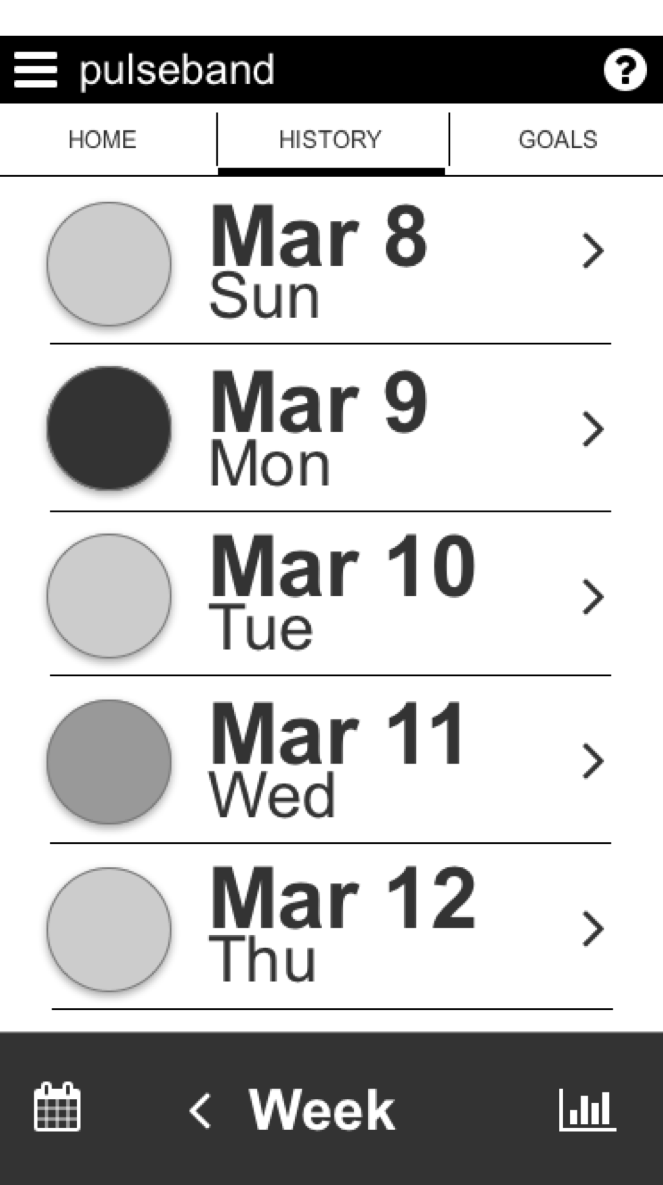 pulseband
HOME HISTORY GOALS
Mar 8
Sun
Mar 9
Mon
Mar 10
Tue
Mar 11
Wed
Mar 12
Thu
Week